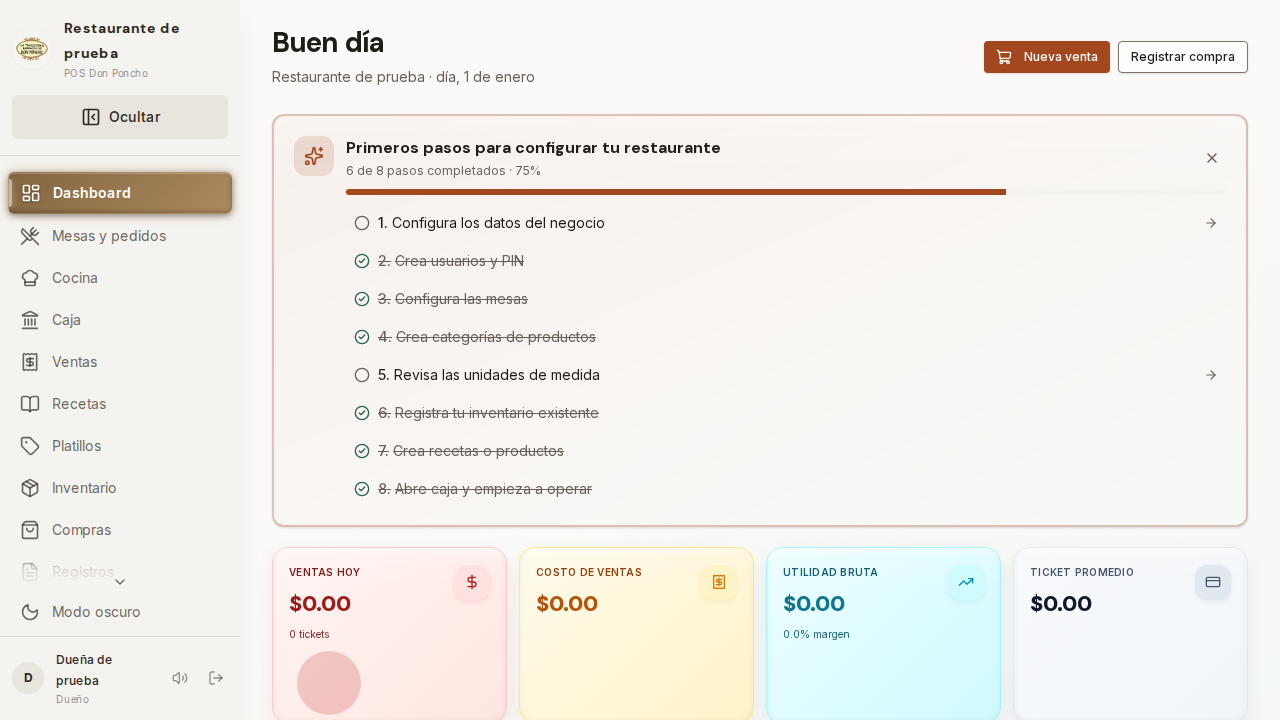 Restaurante de
prueba
POS Don Poncho
Ocultar
Dashboard
Mesas y pedidos
Cocina
Caja
Ventas
Recetas
Platillos
Inventario
Compras
Registros
Modo oscuro
D
Dueña de
prueba
Dueño
Buen día
Restaurante de prueba · día, 1 de enero
Nueva venta
Registrar compra
Primeros pasos para configurar tu restaurante
6 de 8 pasos completados · 75%
1. Configura los datos del negocio
2. Crea usuarios y PIN
3. Configura las mesas
4. Crea categorías de productos
5. Revisa las unidades de medida
6. Registra tu inventario existente
7. Crea recetas o productos
8. Abre caja y empieza a operar
VENTAS HOY
$0.00
0 tickets
COSTO DE VENTAS
$0.00
UTILIDAD BRUTA
$0.00
0.0% margen
TICKET PROMEDIO
$0.00